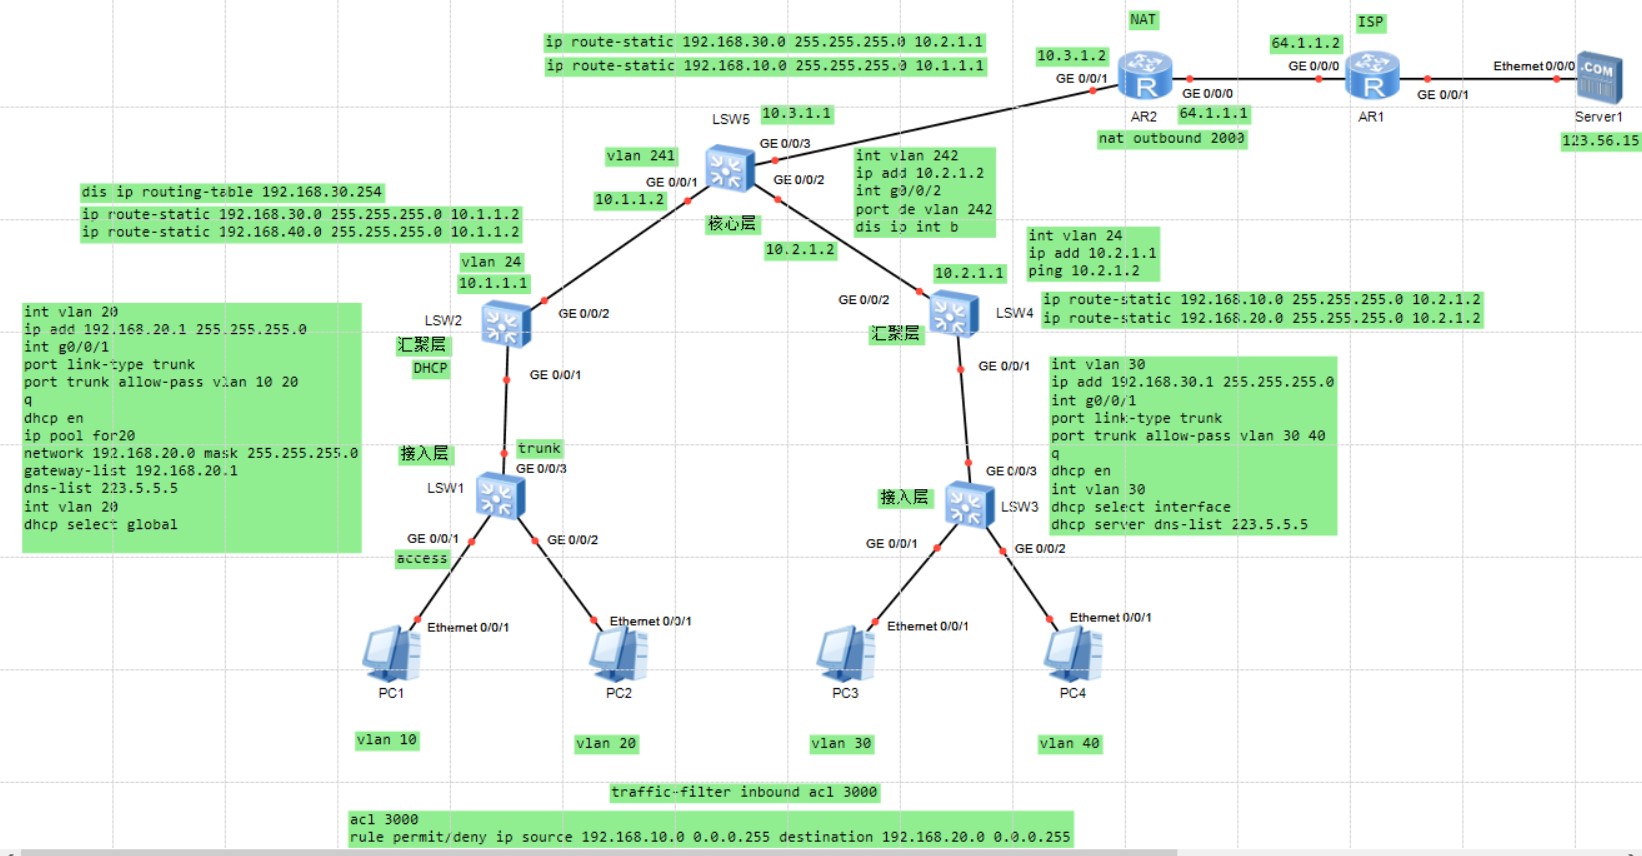 NAT
ISP
ip route-static 192.168.30.0 255.255.255.0 10.2.1.1
ip route-static 192.168.10.0 255.255.255.0 10.1.1.1
10.3.1.2
GE 0/0/1
AR2
GE 0/0/0
64.1.1.1
nat outbound 2000
64.1.1.2
GE 0/0/0
AR1
GE 0/0/1
Ethernet 0/0/0
.COM
Server1
123.56.15
LSW5
10.3.1.1
GE 0/0/3
vlan 241
GE 0/0/1
GE 0/0/2
10.1.1.2
核心层
10.2.1.2
int vlan 242
ip add 10.2.1.2
int g0/0/2
port de vlan 242
dis ip int b
dis ip routing-table 192.168.30.254
ip route-static 192.168.30.0 255.255.255.0 10.1.1.2
ip route-static 192.168.40.0 255.255.255.0 10.1.1.2
vlan 24
10.1.1.1
LSW2
GE 0/0/2
汇聚层
DHCP
GE 0/0/1
int vlan 20
ip add 192.168.20.1 255.255.255.0
int g0/0/1
port link-type trunk
port trunk allow-pass vlan 10 20
q
dhcp en
ip pool for20
network 192.168.20.0 mask 255.255.255.0
gateway-list 192.168.20.1
dns-list 223.5.5.5
int vlan 20
dhcp select global
int vlan 24
ip add 10.2.1.1
ping 10.2.1.2
10.2.1.1
GE 0/0/2
LSW4
汇聚层
GE 0/0/1
ip route-static 192.168.10.0 255.255.255.0 10.2.1.2
ip route-static 192.168.20.0 255.255.255.0 10.2.1.2
int vlan 30
ip add 192.168.30.1 255.255.255.0
int g0/0/1
port link-type trunk
port trunk allow-pass vlan 30 40
q
dhcp en
int vlan 30
dhcp select interface
dhcp server dns-list 223.5.5.5
接入层
trunk
GE 0/0/3
LSW1
GE 0/0/1
GE 0/0/2
access
接入层
GE 0/0/3
LSW3
GE 0/0/1
GE 0/0/2
Ethernet 0/0/1
Ethernet 0/0/1
Ethernet 0/0/1
Ethernet 0/0/1
PC1
PC2
PC3
PC4
vlan 10
vlan 20
vlan 30
vlan 40
traffic-filter inbound acl 3000
acl 3000
rule permit/deny ip source 192.168.10.0 0.0.0.255 destination 192.168.20.0 0.0.0.255